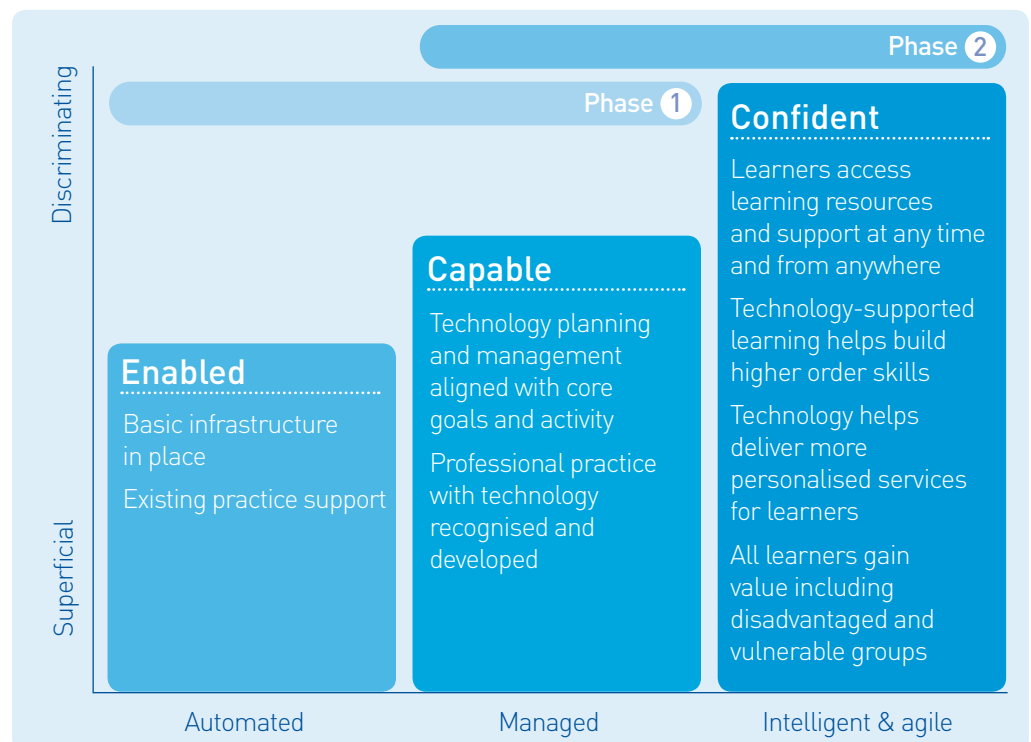 Phase 2
Phase 1
Discriminating
Superficial
Enabled
Basic infrastructure
in place
Existing practice support
Capable
Technology planning
and management
aligned with core
goals and activity
Professional practice
with technology
recognised and
developed
Confident
Learners access
learning resources
and support at any time
and from anywhere
Technology-supported
learning helps build
higher order skills
Technology helps
deliver more
personalised services
for learners
All learners gain
value including
disadvantaged and
vulnerable groups
Automated
Managed
Intelligent & agile